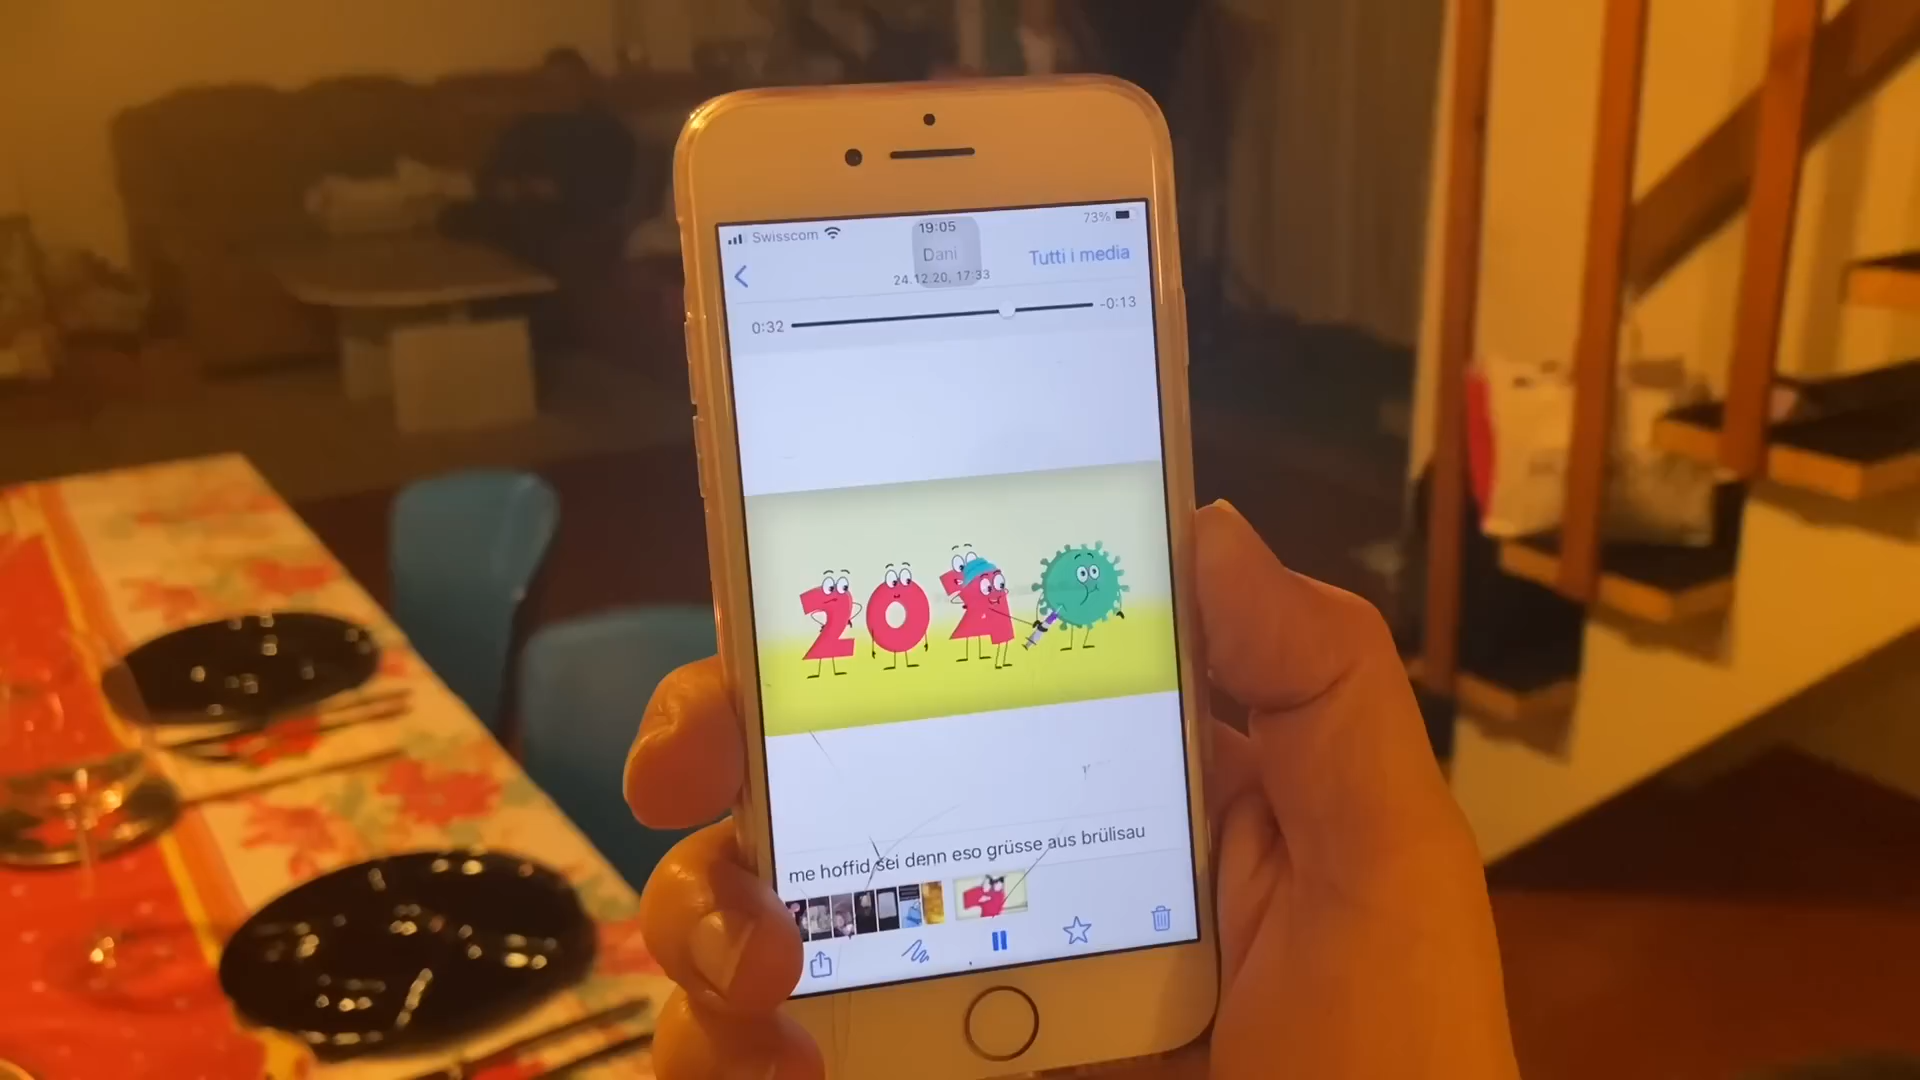 Swisscom 19:05 73%
Dani
24.12.20, 17:33
Tutti i media
0:32 -0:13
202
me hoffid sei denn eso grüsse aus brülisau